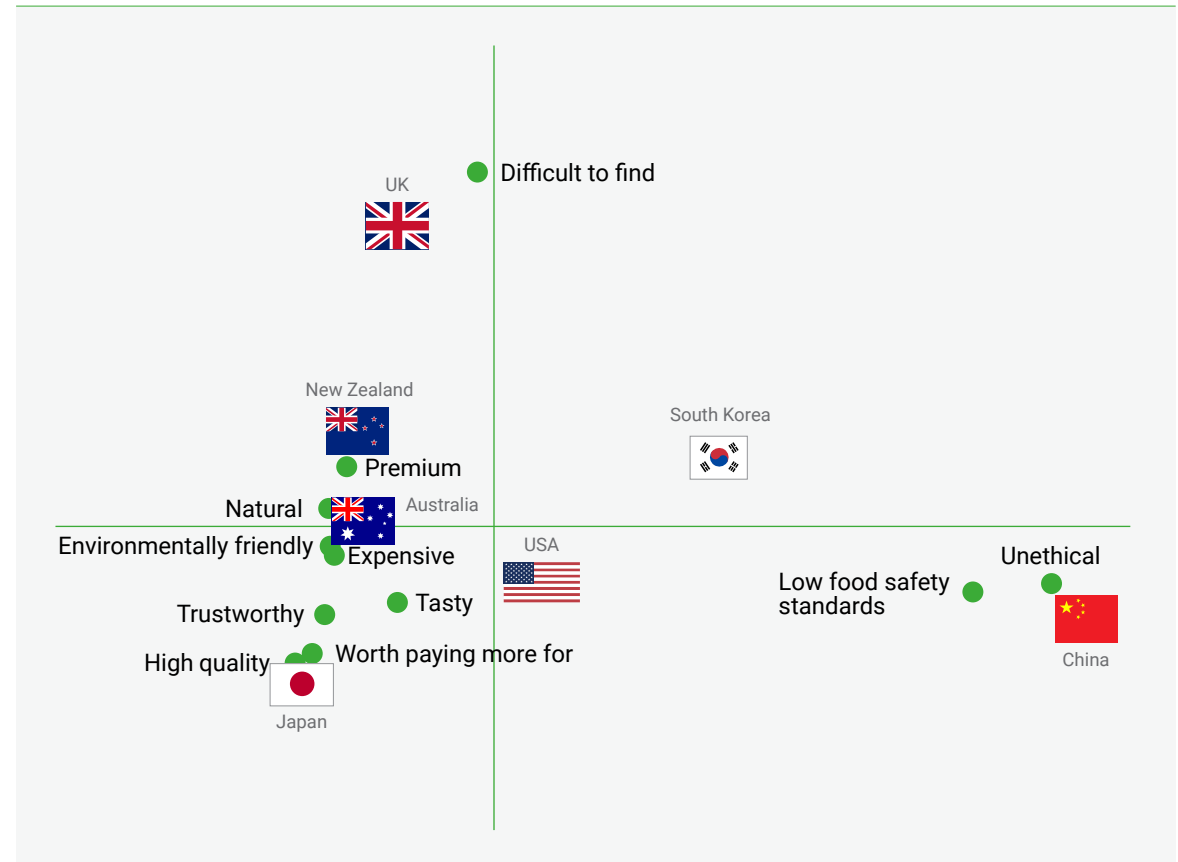 Difficult to find
UK
New Zealand
South Korea
Premium
Natural
Australia
Environmentally friendly
Expensive
USA
Unethical
Low food safety
standards
Tasty
Trustworthy
Worth paying more for
High quality
China
Japan